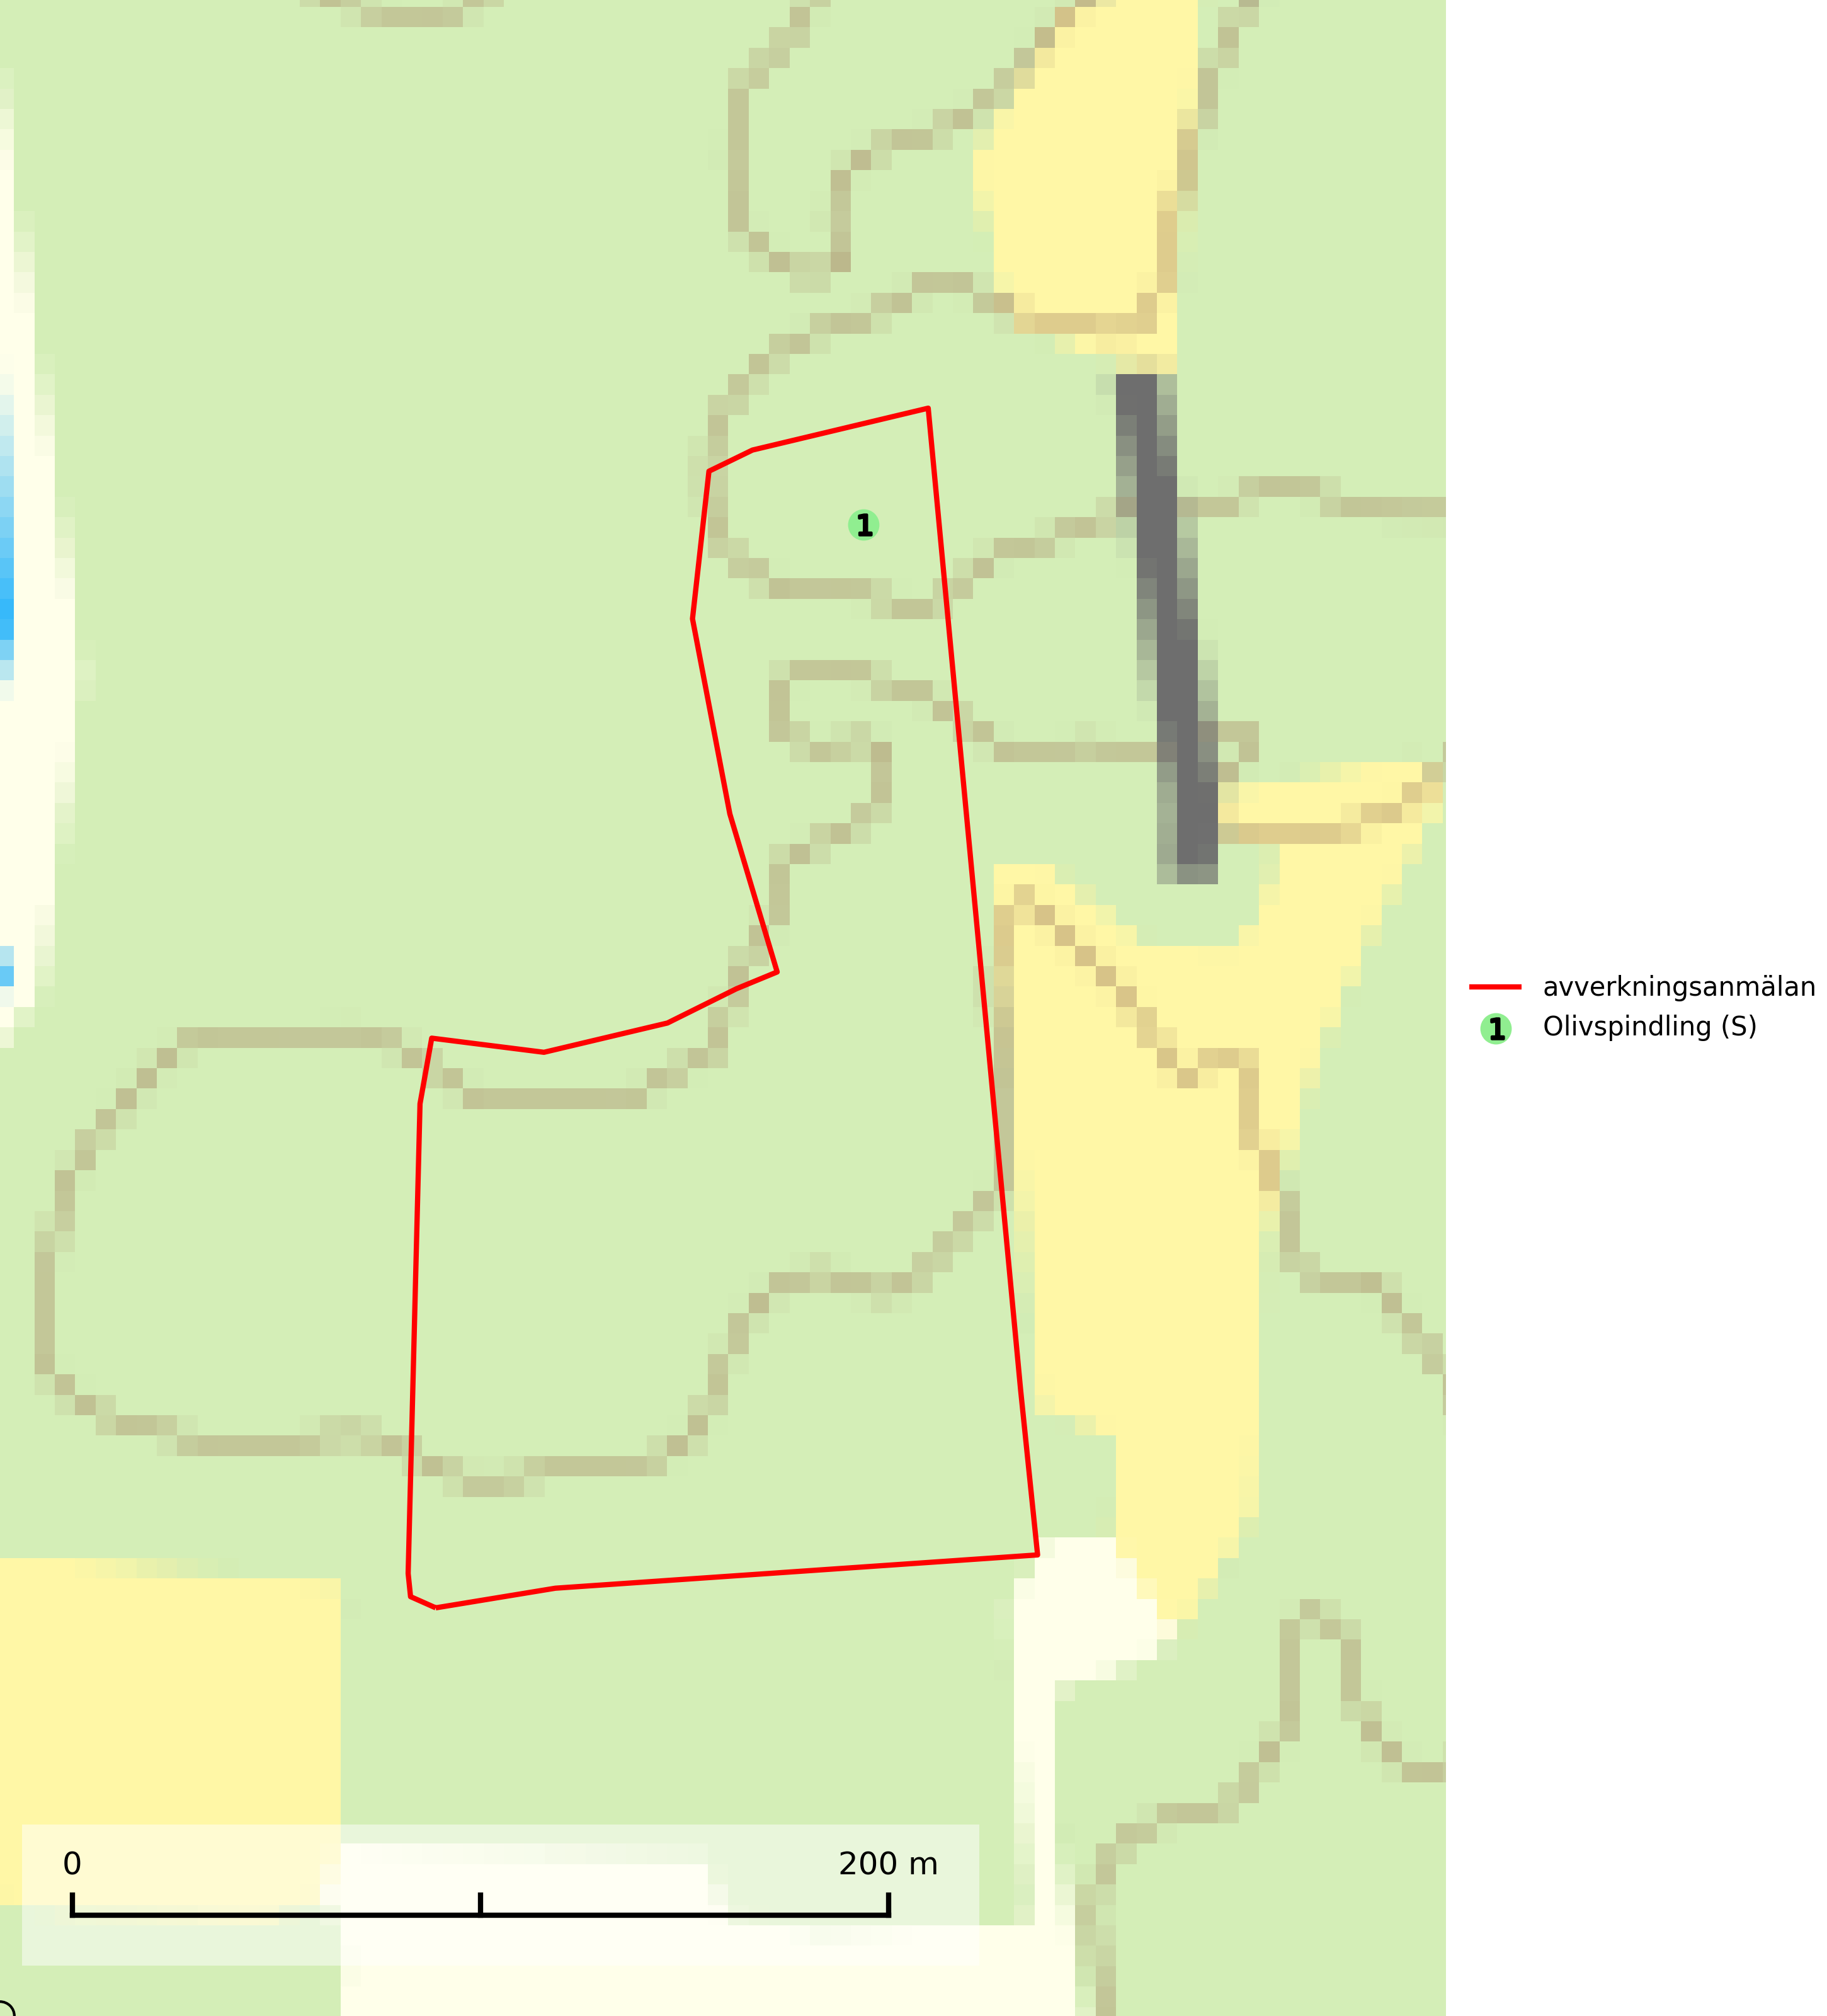 1
avverkningsanmälan
1 Olivspindling (S)
0 200 m